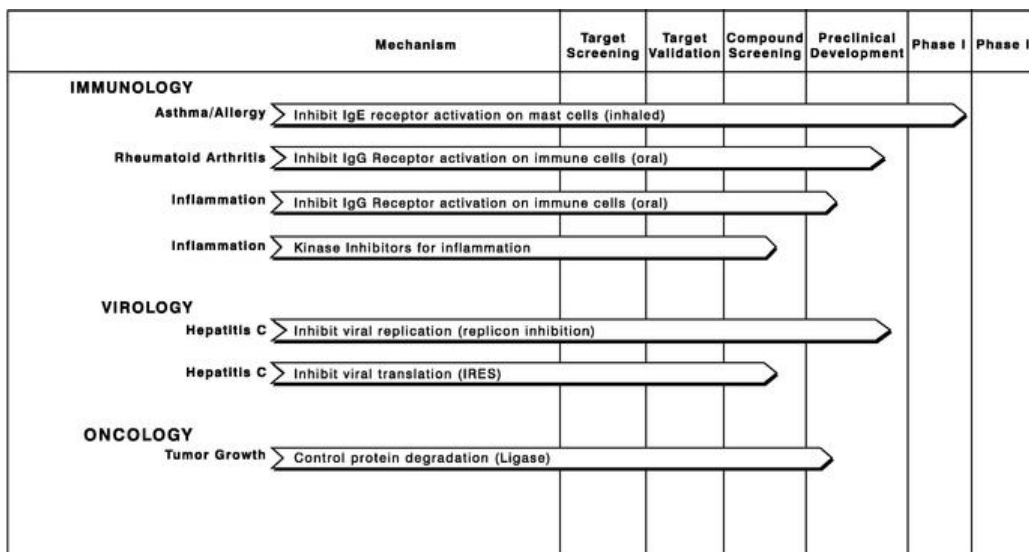 Mechanism
Target Screening
Target Validation
Compound Screening
Preclinical Development
Phase I
Phase I
IMMUNOLOGY
Asthma/Allergy Inhibit IgE receptor activation on mast cells (inhaled)
Rheumatoid Arthritis Inhibit IgG Receptor activation on immune cells (oral)
Inflammation Inhibit IgG Receptor activation on immune cells (oral)
Inflammation Kinase Inhibitors for inflammation
VIROLOGY
Hepatitis C Inhibit viral replication (replicon inhibition)
Hepatitis C Inhibit viral translation (IRES)
ONCOLOGY
Tumor Growth Control protein degradation (Ligase)